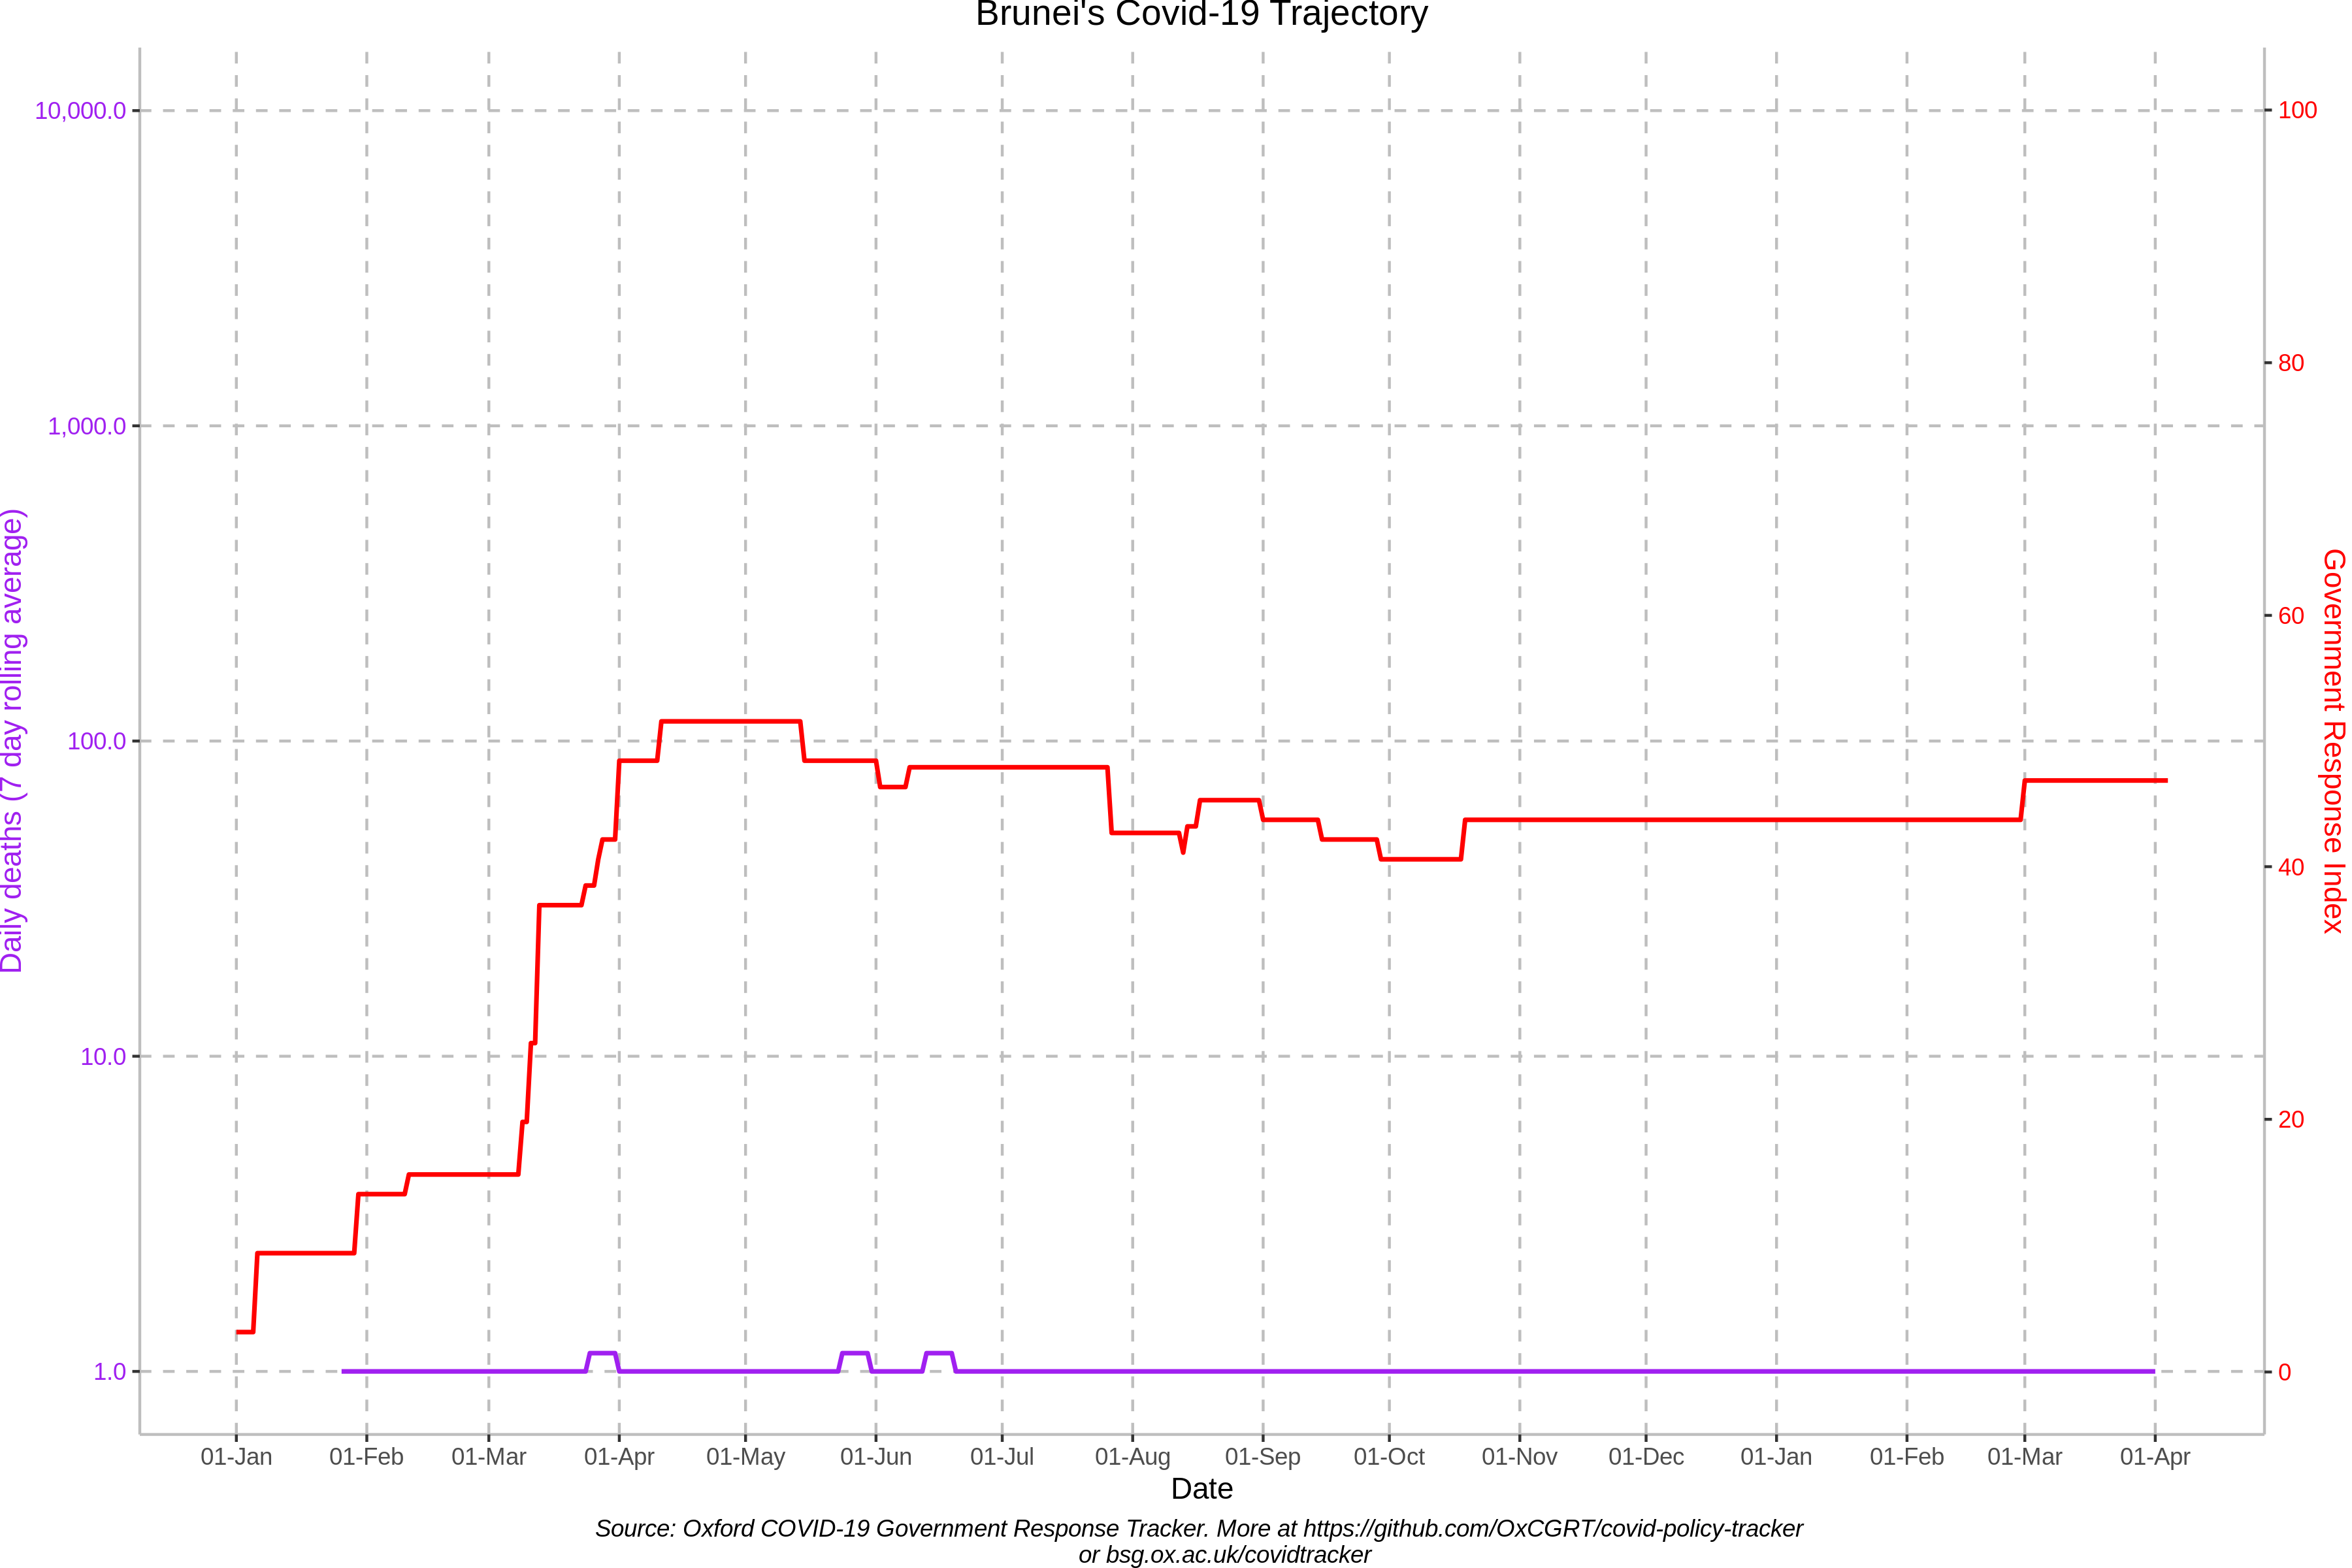 Brunei's Covid-19 Trajectory
10,000.0
1,000.0
100.0
10.0
1.0
Daily deaths (7 day rolling average)
100
80
60
40
20
0
Government Response Index
01-Jan 01-Feb 01-Mar 01-Apr 01-May 01-Jun 01-Jul 01-Aug 01-Sep 01-Oct 01-Nov 01-Dec 01-Jan 01-Feb 01-Mar 01-Apr
Date
Source: Oxford COVID-19 Government Response Tracker. More at https://github.com/OxCGRT/covid-policy-tracker
or bsg.ox.ac.uk/covidtracker